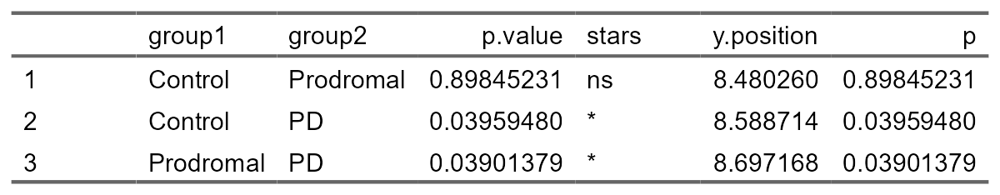 group1 group2 p.value stars y.position p
1 Control Prodromal 0.89845231 ns 8.480260 0.89845231
2 Control PD 0.03959480 * 8.588714 0.03959480
3 Prodromal PD 0.03901379 * 8.697168 0.03901379